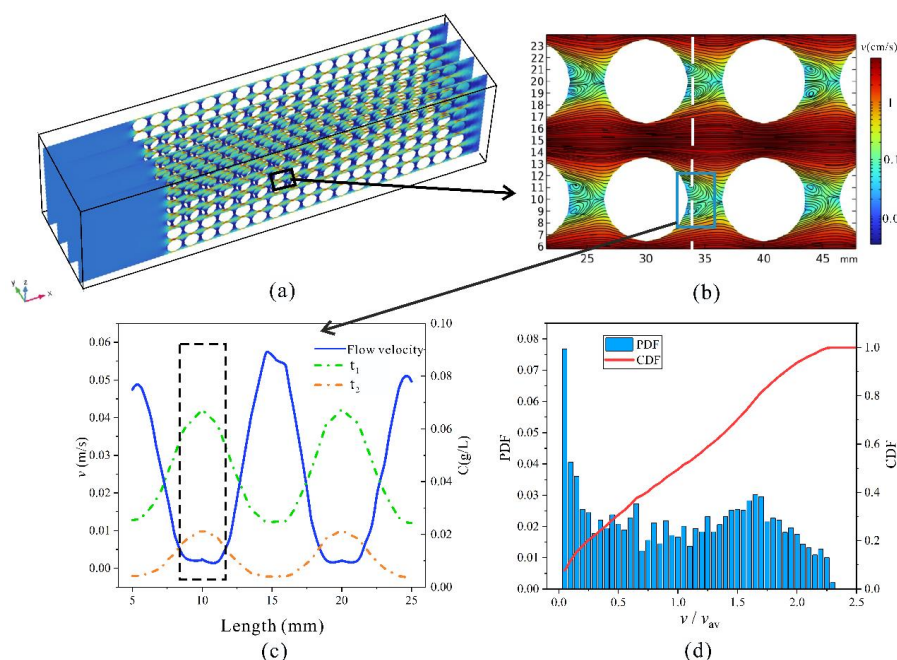 y z x
(a)
v(cm/s)
23
22
21
20
19
18
17
16
15
14
13
12
11
10
9
8
7
6
25 30 35 40 45 mm
1
0.1
0.0
(b)
0.06
0.05
0.04
0.03
0.02
0.01
0.00
v (m/s)
Flow velocity
t1
t2
0.10
0.08
0.06
0.04
0.02
0.00
C(g/L)
5 10 15 20 25
Length (mm)
(c)
0.08
0.07
0.06
0.05
0.04
0.03
0.02
0.01
0.00
PDF
PDF
CDF
1.0
0.8
0.6
0.4
0.2
0.0
CDF
0.0 0.5 1.0 1.5 2.0 2.5
v / vav
(d)